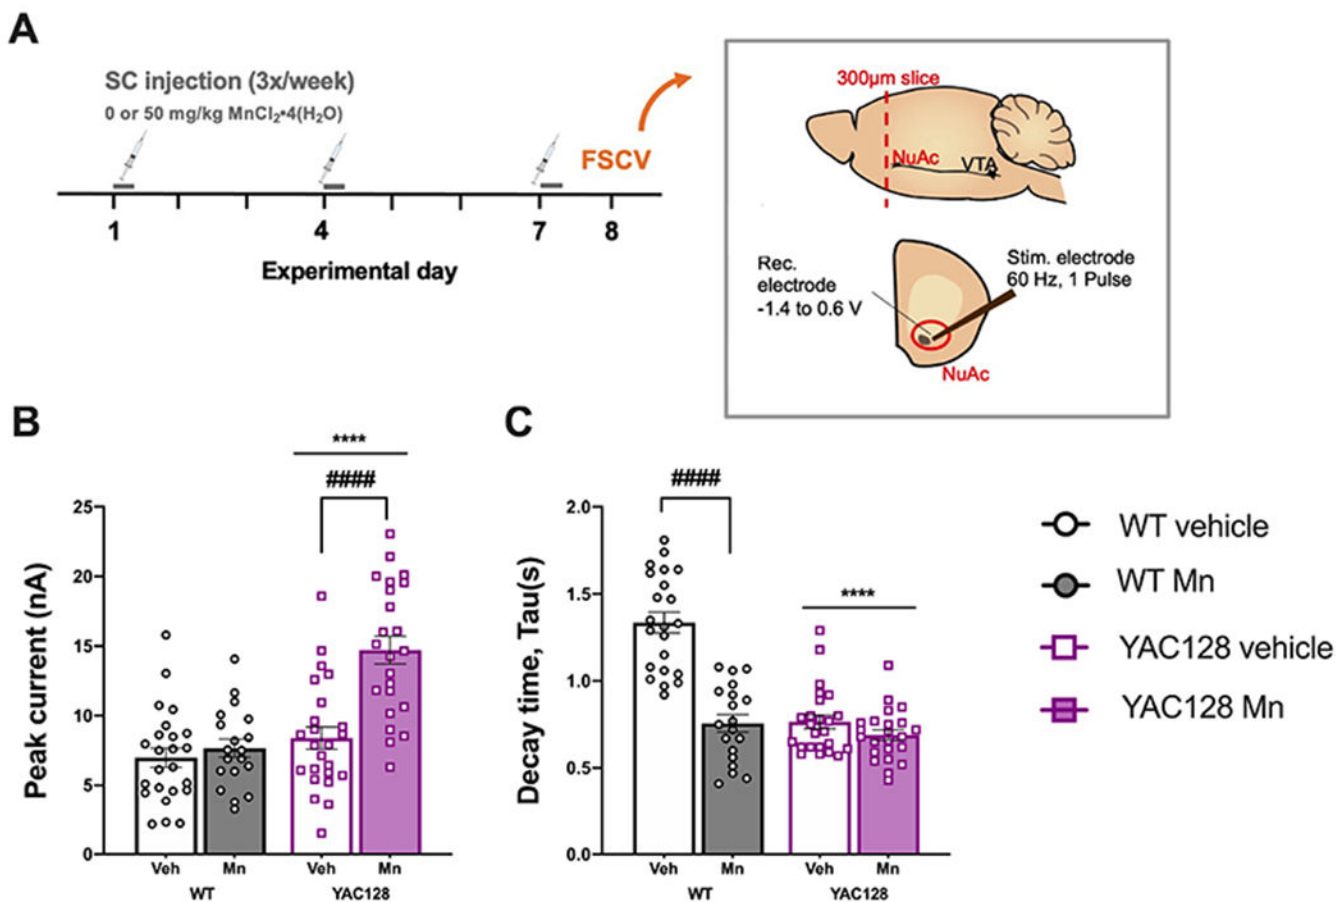 A
SC injection (3x/week)
0 or 50 mg/kg MnCl₂•4(H₂O)
FSCV
1 4 7 8
Experimental day
300µm slice
NuAc
VTA
Rec.
electrode
-1.4 to 0.6 V
Stim. electrode
60 Hz, 1 Pulse
NuAc
B
****
####
25
20
15
10
5
0
Peak current (nA)
Veh Mn Veh Mn
WT YAC128
C
####
****
2.0
1.5
1.0
0.5
0.0
Decay time, Tau(s)
Veh Mn Veh Mn
WT YAC128
WT vehicle
WT Mn
YAC128 vehicle
YAC128 Mn